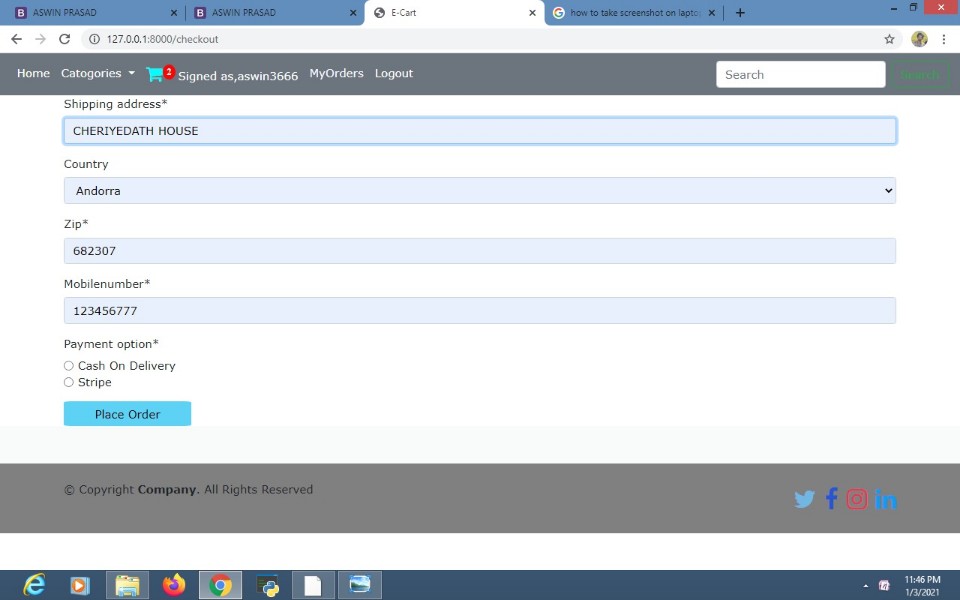 ASWIN PRASAD
ASWIN PRASAD
E-Cart
how to take screenshot on lapto
127.0.0.1:8000/checkout
Home Catogories 2 Signed as,aswin3666 MyOrders Logout Search Search
Shipping address*
CHERIYEDATH HOUSE
Country
Andorra
Zip*
682307
Mobilenumber*
123456777
Payment option*
Cash On Delivery
Stripe
Place Order
© Copyright Company. All Rights Reserved
11:46 PM
1/3/2021